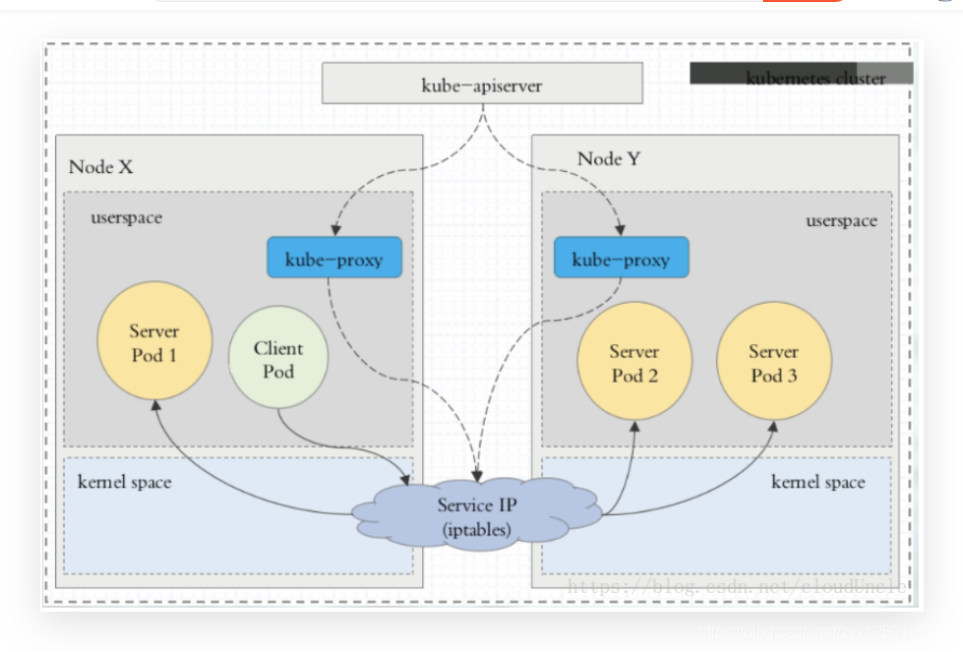 kubernetes cluster
kube-apiserver
Node X
Node Y
userspace
userspace
kube-proxy
kube-proxy
Server
Pod 1
Client
Pod
Server
Pod 2
Server
Pod 3
kernel space
kernel space
Service IP
(iptables)
https://blog.csdn.net/cloudUncle